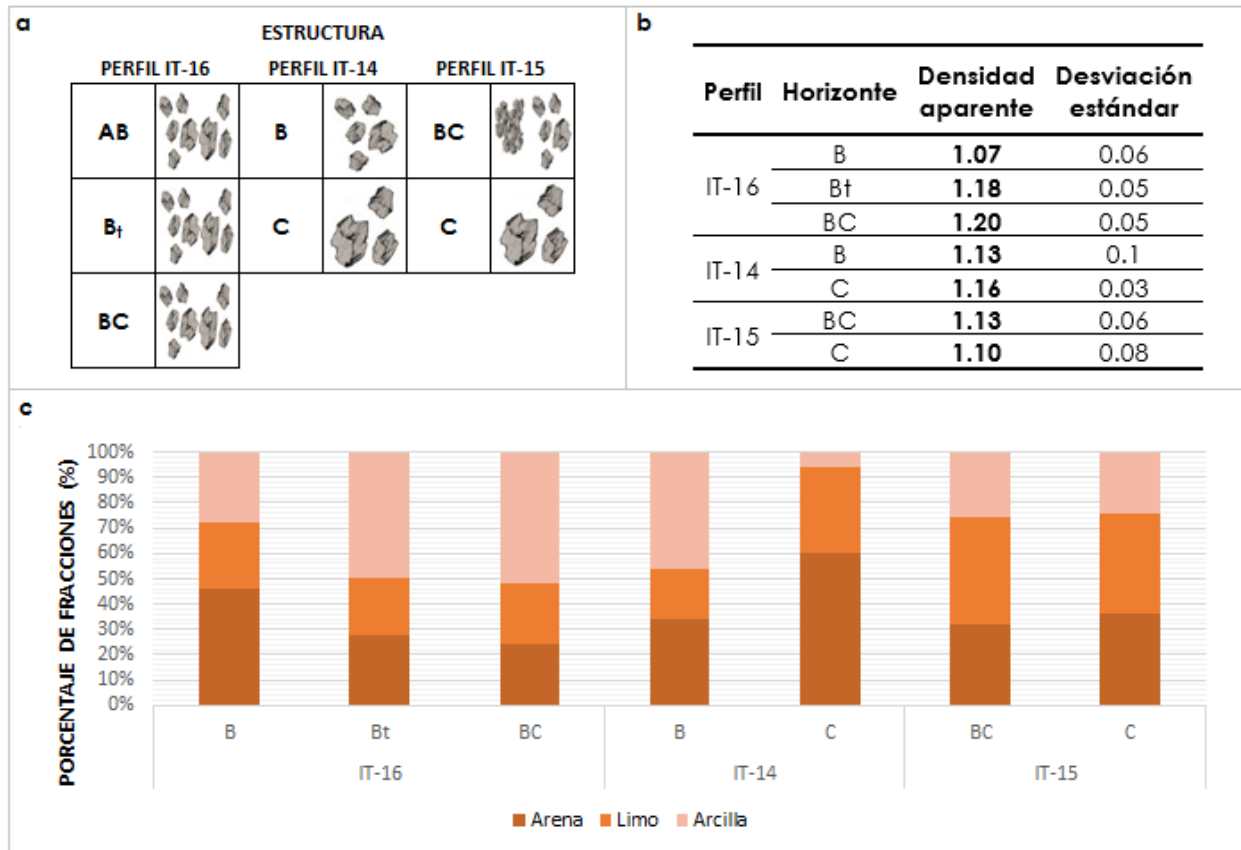 a
ESTRUCTURA
PERFIL IT-16 PERFIL IT-14 PERFIL IT-15
AB B BC
Bt C C
BC
b
Perfil Horizonte Densidad aparente Desviación estándar
IT-16
B 1.07 0.06
Bt 1.18 0.05
BC 1.20 0.05
IT-14
B 1.13 0.1
C 1.16 0.03
IT-15
BC 1.13 0.06
C 1.10 0.08
c
PORCENTAJE DE FRACCIONES (%)
100%
90%
80%
70%
60%
50%
40%
30%
20%
10%
0%
B Bt BC B C BC C
IT-16 IT-14 IT-15
Arena Limo Arcilla